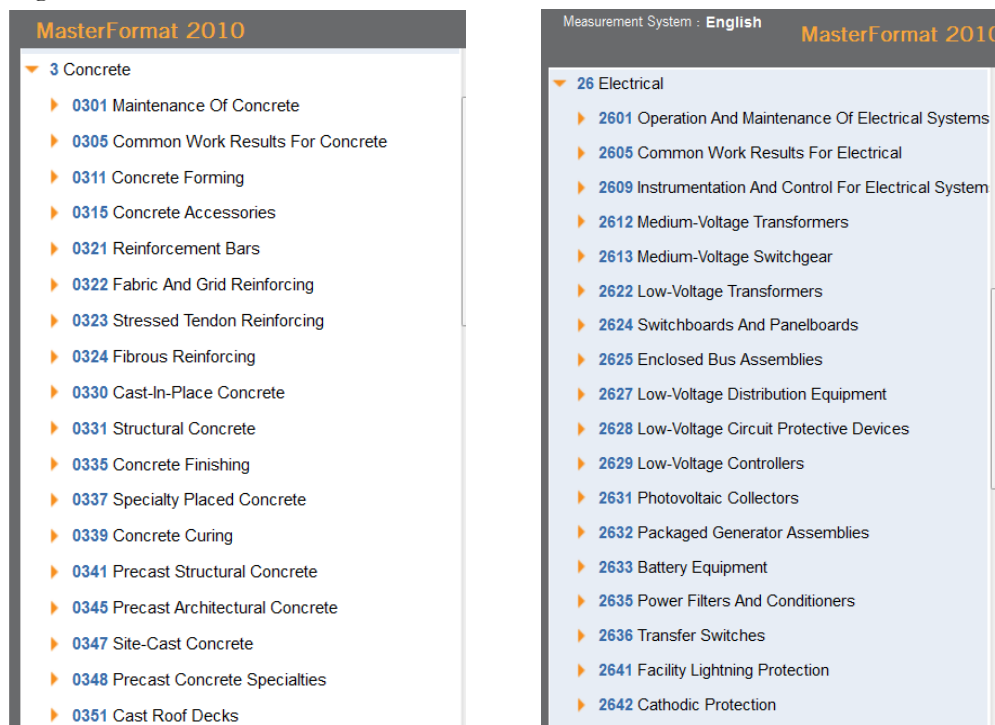 MasterFormat 2010
3 Concrete
0301 Maintenance Of Concrete
0305 Common Work Results For Concrete
0311 Concrete Forming
0315 Concrete Accessories
0321 Reinforcement Bars
0322 Fabric And Grid Reinforcing
0323 Stressed Tendon Reinforcing
0324 Fibrous Reinforcing
0330 Cast-In-Place Concrete
0331 Structural Concrete
0335 Concrete Finishing
0337 Specialty Placed Concrete
0339 Concrete Curing
0341 Precast Structural Concrete
0345 Precast Architectural Concrete
0347 Site-Cast Concrete
0348 Precast Concrete Specialties
0351 Cast Roof Decks
Measurement System : English
MasterFormat 2010
26 Electrical
2601 Operation And Maintenance Of Electrical Systems
2605 Common Work Results For Electrical
2609 Instrumentation And Control For Electrical System
2612 Medium-Voltage Transformers
2613 Medium-Voltage Switchgear
2622 Low-Voltage Transformers
2624 Switchboards And Panelboards
2625 Enclosed Bus Assemblies
2627 Low-Voltage Distribution Equipment
2628 Low-Voltage Circuit Protective Devices
2629 Low-Voltage Controllers
2631 Photovoltaic Collectors
2632 Packaged Generator Assemblies
2633 Battery Equipment
2635 Power Filters And Conditioners
2636 Transfer Switches
2641 Facility Lightning Protection
2642 Cathodic Protection